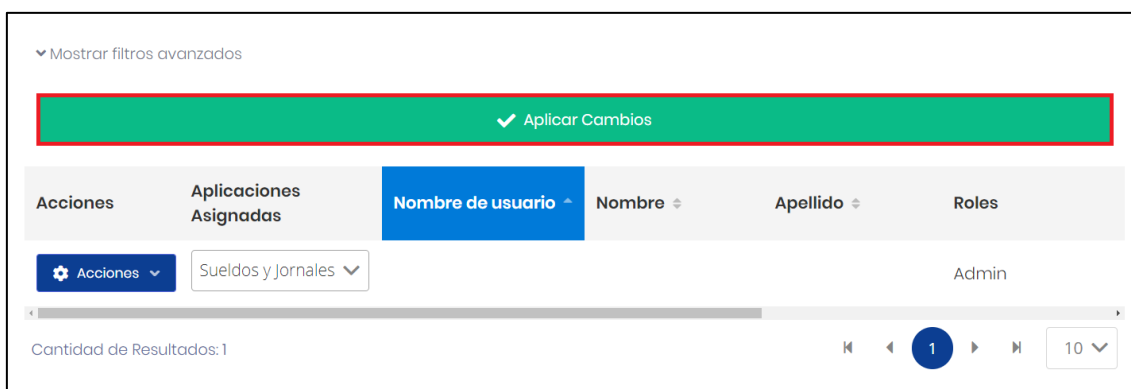 Mostrar filtros avanzados
Aplicar Cambios
Acciones
Aplicaciones
Asignadas
Nombre de usuario
Nombre
Apellido
Roles
Acciones
Sueldos y Jornales
Admin
Cantidad de Resultados: 1
1
10